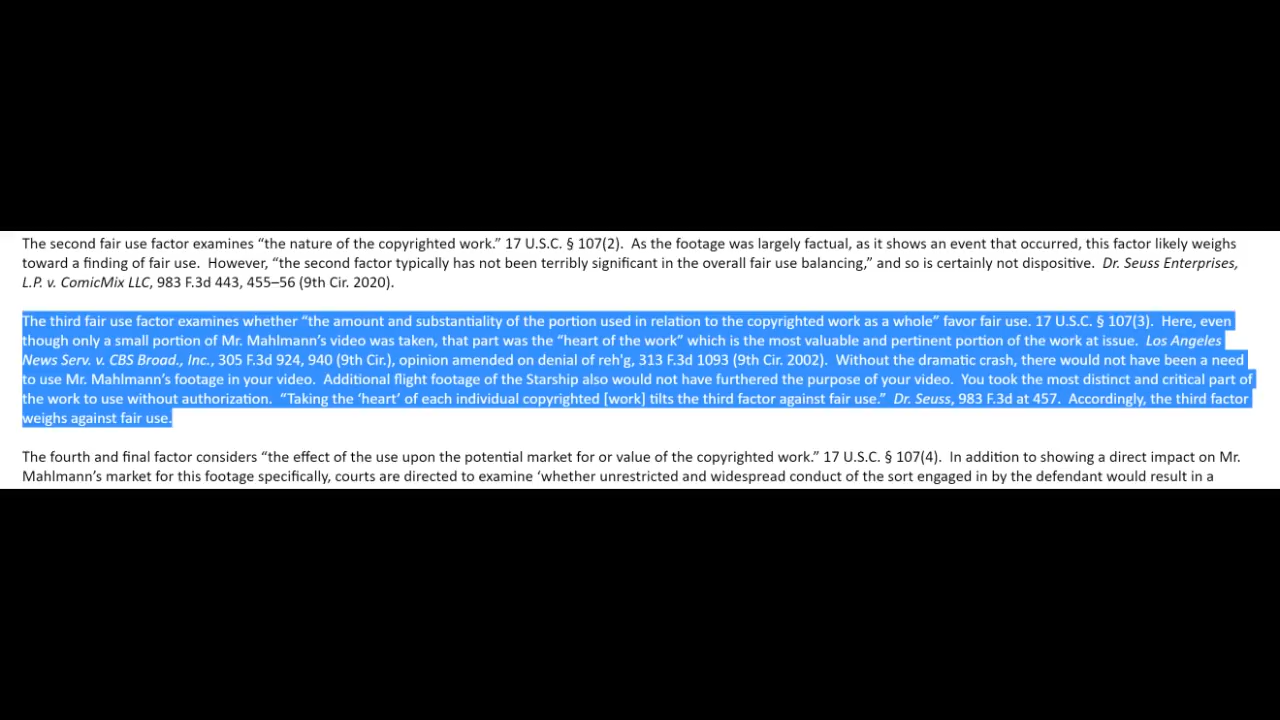 The second fair use factor examines “the nature of the copyrighted work.” 17 U.S.C. § 107(2).  As the footage was largely factual, as it shows an event that occurred, this factor likely weighs
toward a finding of fair use.  However, “the second factor typically has not been terribly significant in the overall fair use balancing,” and so is certainly not dispositive.  Dr. Seuss Enterprises,
L.P. v. ComicMix LLC, 983 F.3d 443, 455–56 (9th Cir. 2020).
The third fair use factor examines whether “the amount and substantiality of the portion used in relation to the copyrighted work as a whole” favor fair use. 17 U.S.C. § 107(3).  Here, even
though only a small portion of Mr. Mahlmann’s video was taken, that part was the “heart of the work” which is the most valuable and pertinent portion of the work at issue.  Los Angeles
News Serv. v. CBS Broad., Inc., 305 F.3d 924, 940 (9th Cir.), opinion amended on denial of reh'g, 313 F.3d 1093 (9th Cir. 2002).  Without the dramatic crash, there would not have been a need
to use Mr. Mahlmann’s footage in your video.  Additional flight footage of the Starship also would not have furthered the purpose of your video.  You took the most distinct and critical part of
the work to use without authorization.  “Taking the ‘heart’ of each individual copyrighted [work] tilts the third factor against fair use.”  Dr. Seuss, 983 F.3d at 457.  Accordingly, the third factor
weighs against fair use.
The fourth and final factor considers “the effect of the use upon the potential market for or value of the copyrighted work.” 17 U.S.C. § 107(4).  In addition to showing a direct impact on Mr.
Mahlmann’s market for this footage specifically, courts are directed to examine ‘whether unrestricted and widespread conduct of the sort engaged in by the defendant would result in a